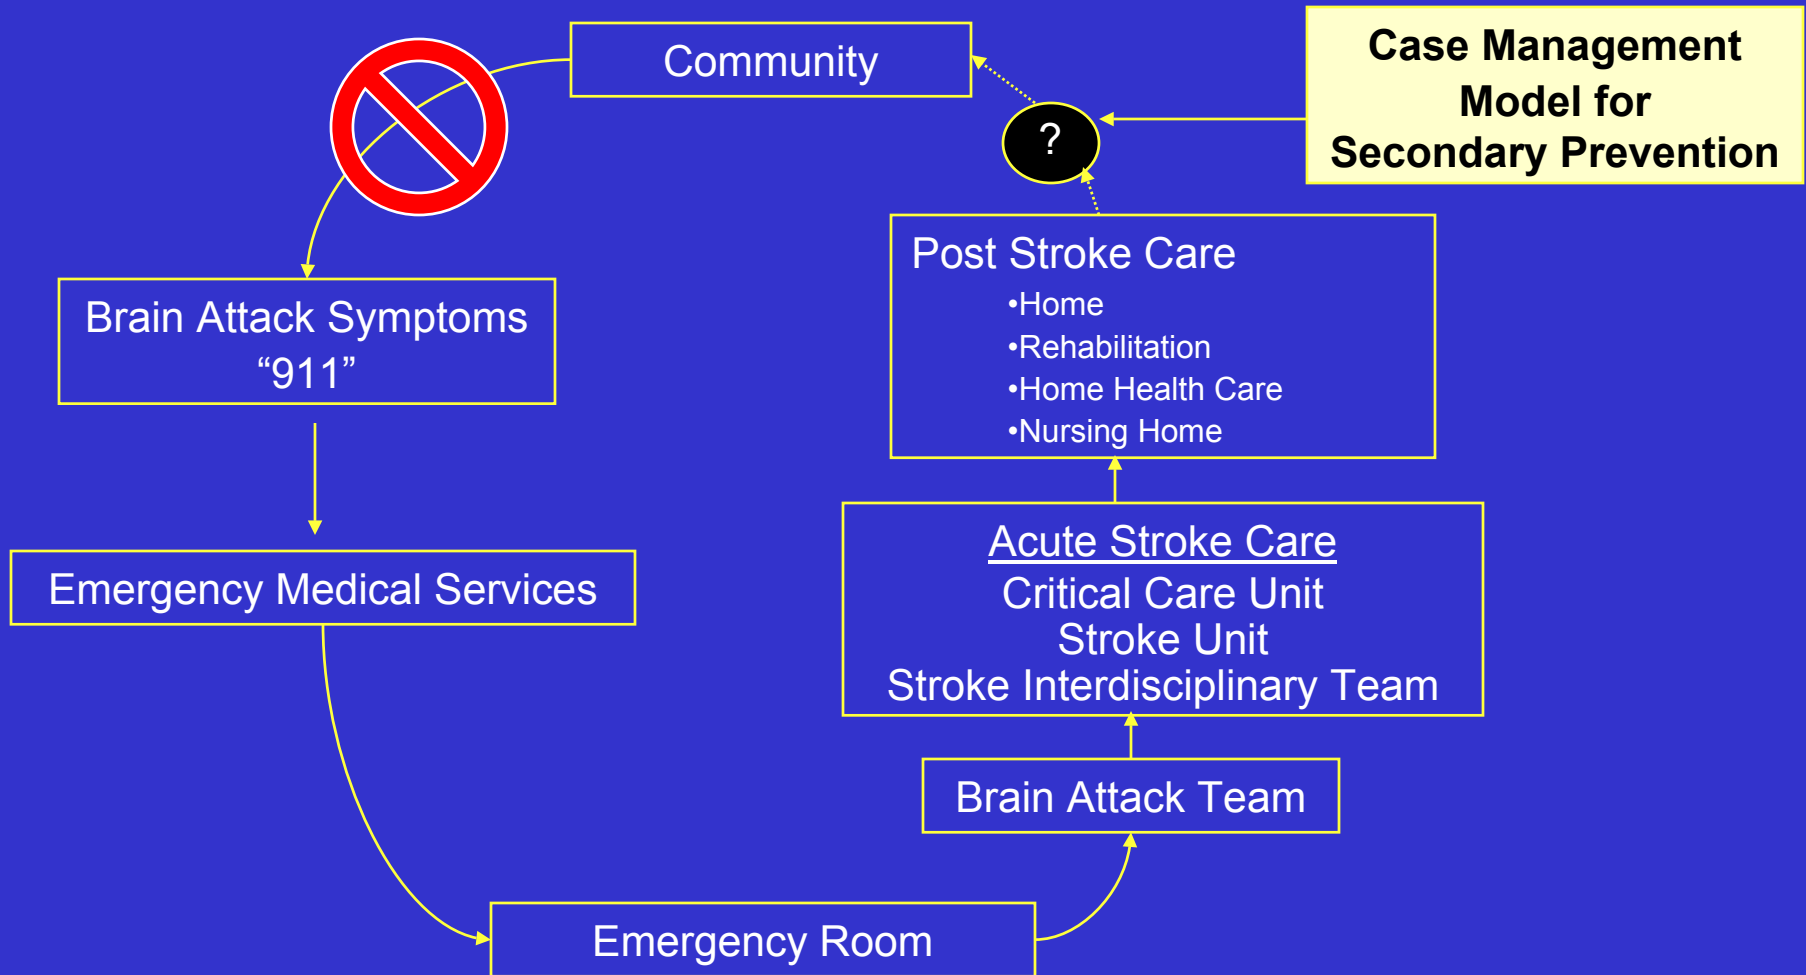 Community
Case Management
Model for
Secondary Prevention
?
Post Stroke Care
•Home
•Rehabilitation
•Home Health Care
•Nursing Home
Brain Attack Symptoms
“911”
Emergency Medical Services
Acute Stroke Care
Critical Care Unit
Stroke Unit
Stroke Interdisciplinary Team
Brain Attack Team
Emergency Room